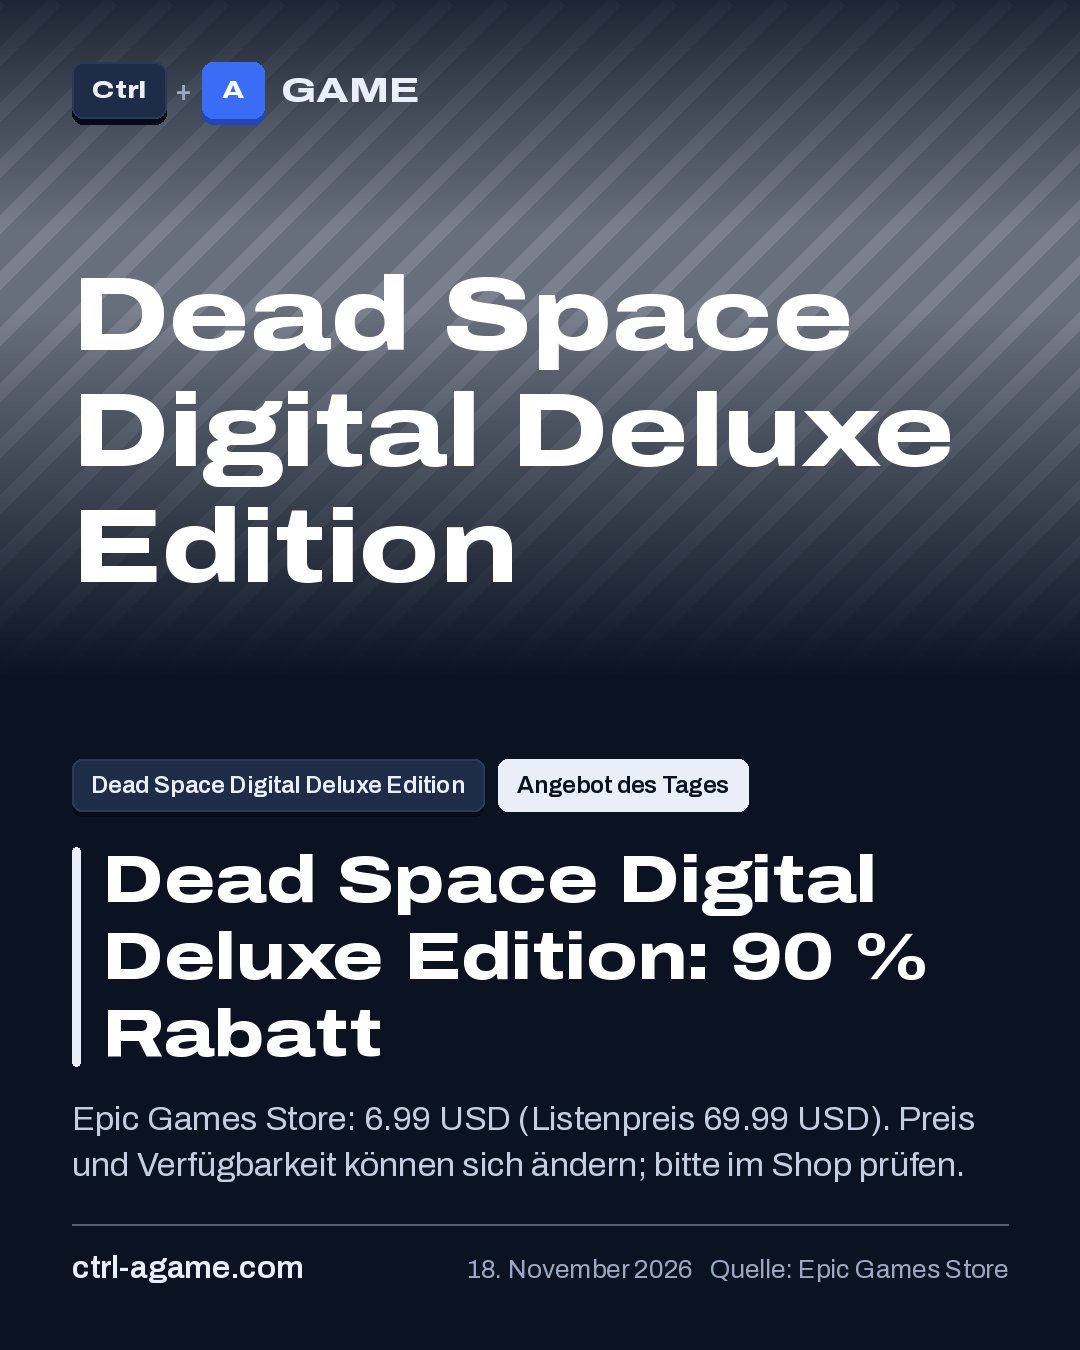 Ctrl + A GAME
Dead Space
Digital Deluxe
Edition
Dead Space Digital Deluxe Edition Angebot des Tages
Dead Space Digital
Deluxe Edition: 90 %
Rabatt
Epic Games Store: 6.99 USD (Listenpreis 69.99 USD). Preis
und Verfügbarkeit können sich ändern; bitte im Shop prüfen.
ctrl-agame.com 18. November 2026 Quelle: Epic Games Store